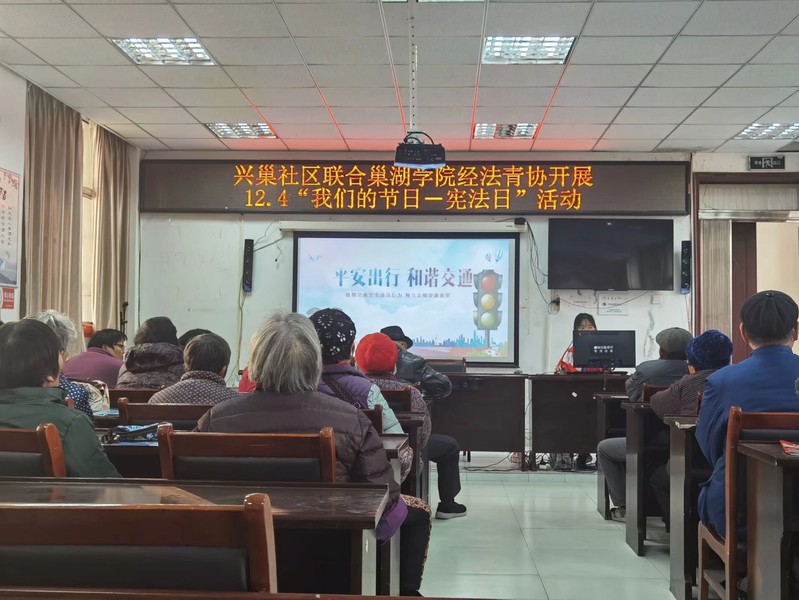 兴巢社区联合巢湖学院经法青协开展
12.4“我们的节日－宪法日”活动
平安出行 和谐交通